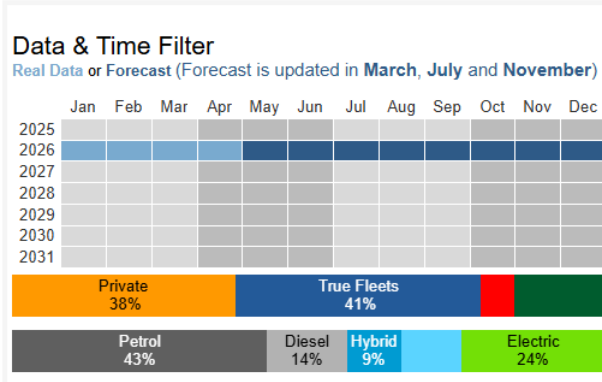 Data & Time Filter
Real Data or Forecast (Forecast is updated in March, July and November)
Jan Feb Mar Apr May Jun Jul Aug Sep Oct Nov Dec
2025
2026
2027
2028
2029
2030
2031
Private True Fleets
38% 41%
Petrol Diesel Hybrid Electric
43% 14% 9% 24%